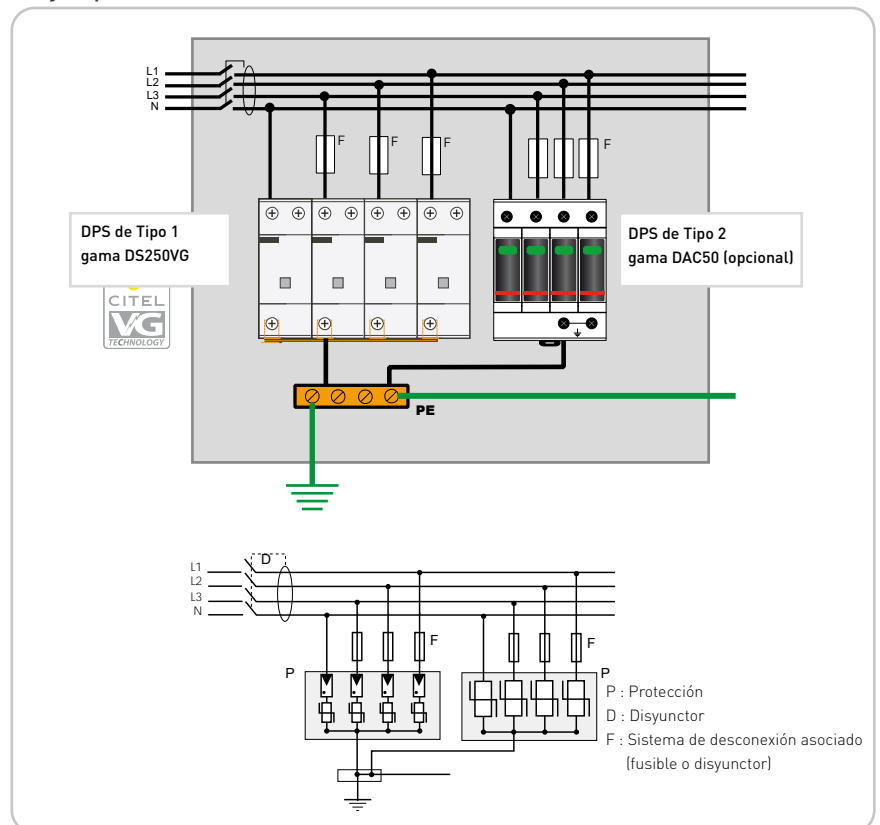 L1
L2
L3
N
F
F
F
F
DPS de Tipo 1
gama DS250VG
DPS de Tipo 2
gama DAC50 (opcional)
CITEL
VG
TECHNOLOGY
PE
D
L1
L2
L3
N
F
F
P
P
P : Protección
D : Disyunctor
F : Sistema de desconexión asociado
(fusible o disyunctor)